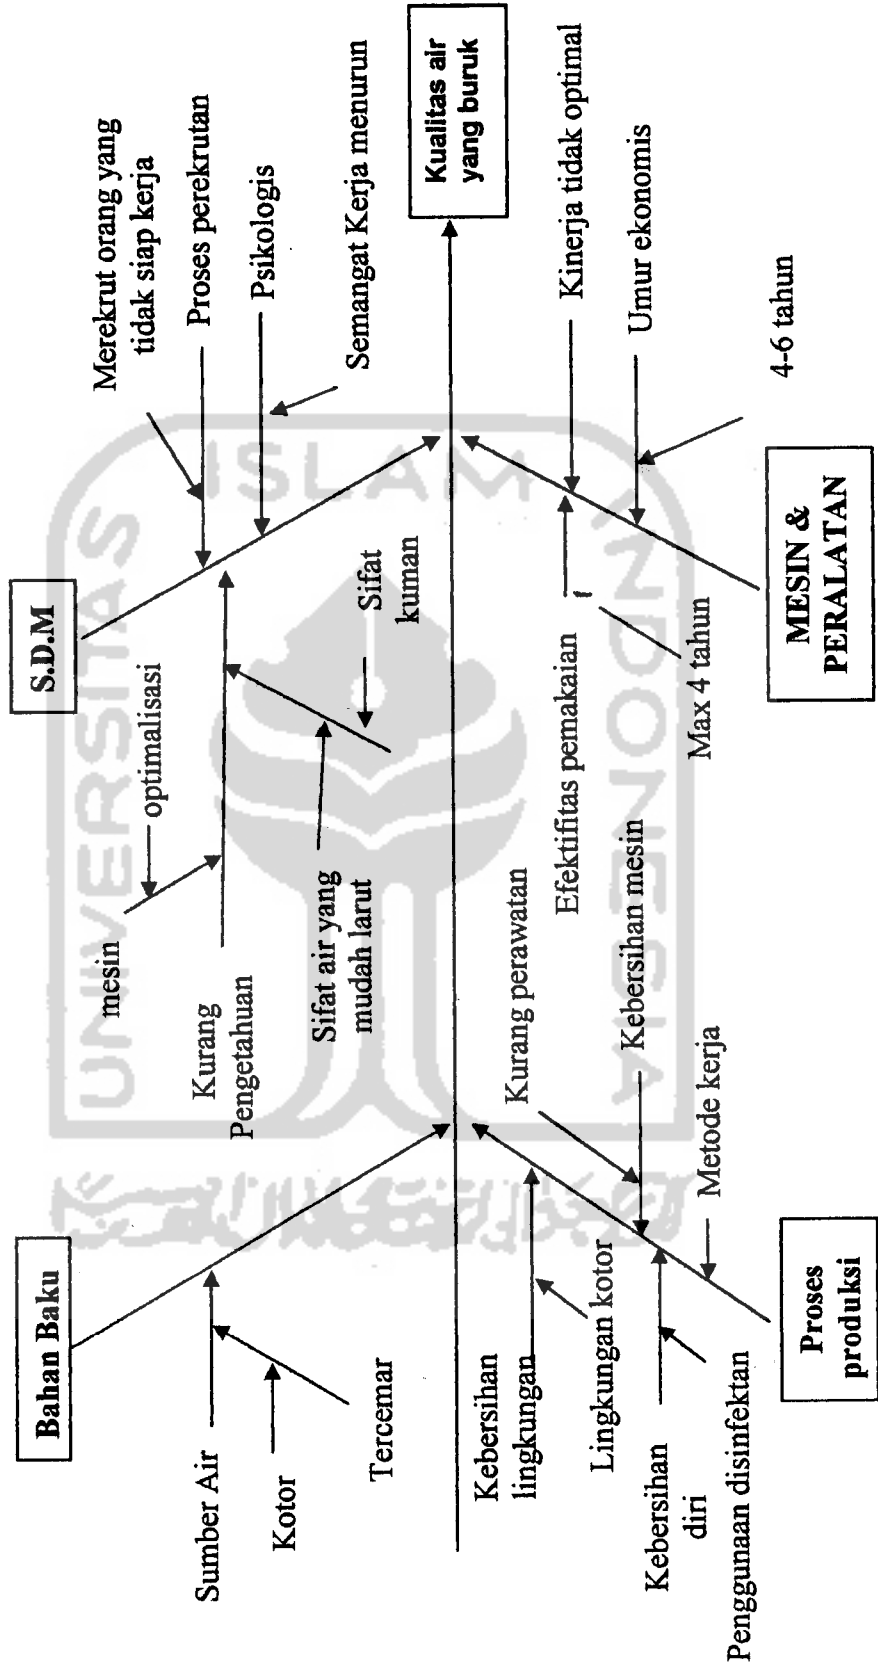 Bahan Baku
Sumber Air
Kotor
Tercemar
S.D.M
mesin
optimalisasi
Kurang
Pengetahuan
Sifat air yang
mudah larut
Sifat
kuman
Merekrut orang yang
tidak siap kerja
Proses perekrutan
Psikologis
Semangat Kerja menurun
Kualitas air
yang buruk
Kebersihan
lingkungan
Lingkungan kotor
Kebersihan
diri
Penggunaan disinfektan
Kurang perawatan
Kebersihan mesin
Metode kerja
Proses
produksi
Efektifitas pemakaian
Max 4 tahun
Kinerja tidak optimal
Umur ekonomis
4-6 tahun
MESIN &
PERALATAN
UNIVERSITAS
ISLAM
INDONESIA